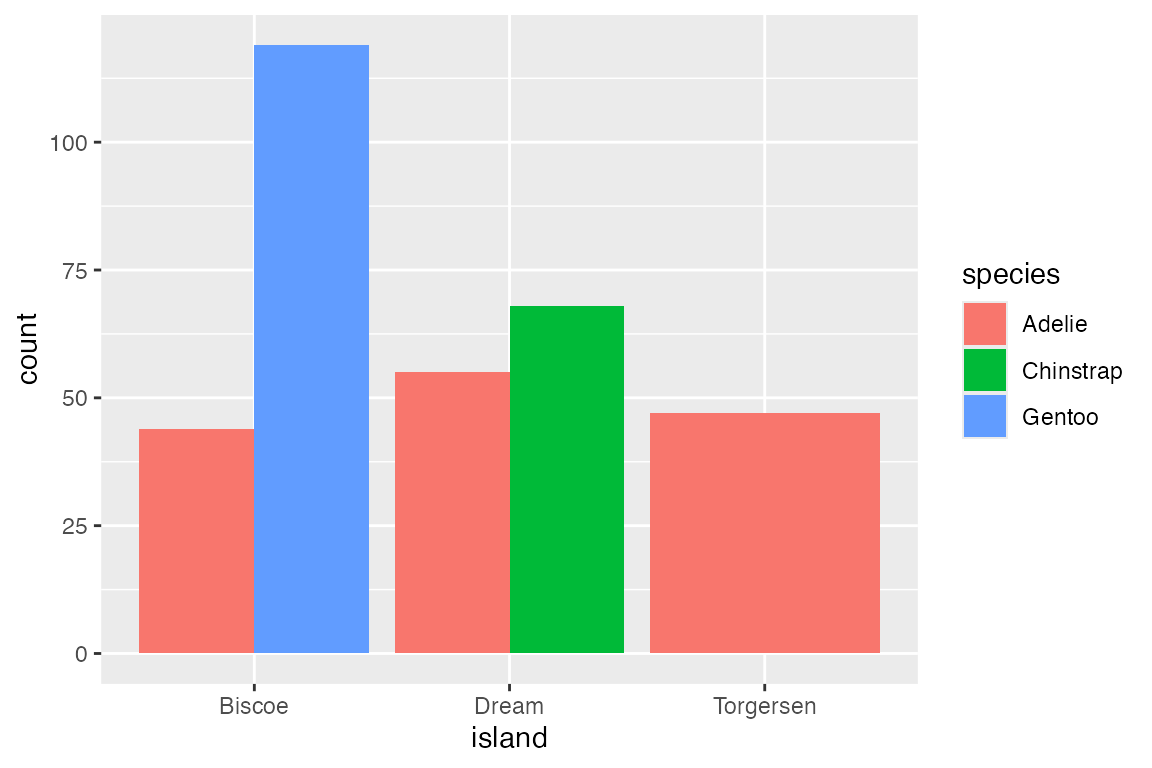 100
75
50
25
0
count
Biscoe Dream Torgersen
island
species
Adelie
Chinstrap
Gentoo